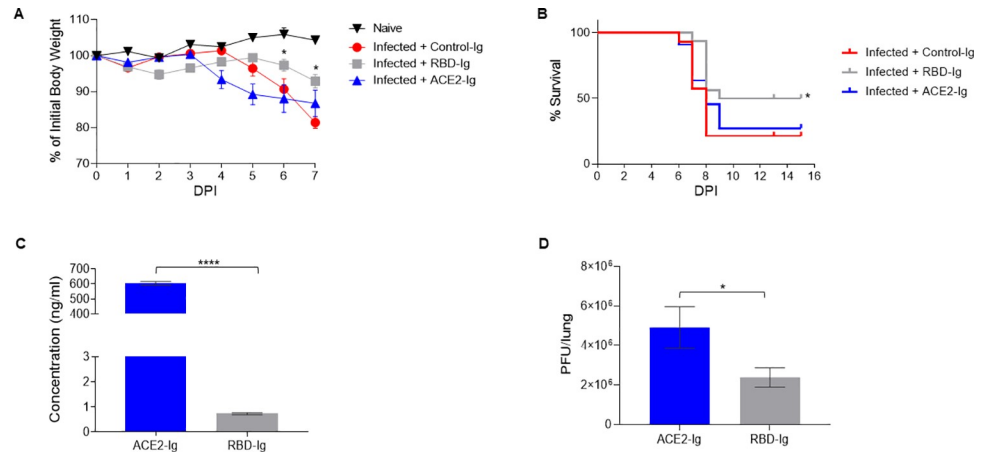 A
% of Initial Body Weight
110
100
90
80
70
0 1 2 3 4 5 6 7
DPI
*
*
Naive
Infected + Control-Ig
Infected + RBD-Ig
Infected + ACE2-Ig
B
% Survival
100
50
0
0 2 4 6 8 10 12 14 16
DPI
*
Infected + Control-Ig
Infected + RBD-Ig
Infected + ACE2-Ig
C
Concentration (ng/ml)
700
600
500
400
3
2
1
0
****
ACE2-Ig RBD-Ig
D
PFU/lung
8×10⁶
6×10⁶
4×10⁶
2×10⁶
0
*
ACE2-Ig RBD-Ig